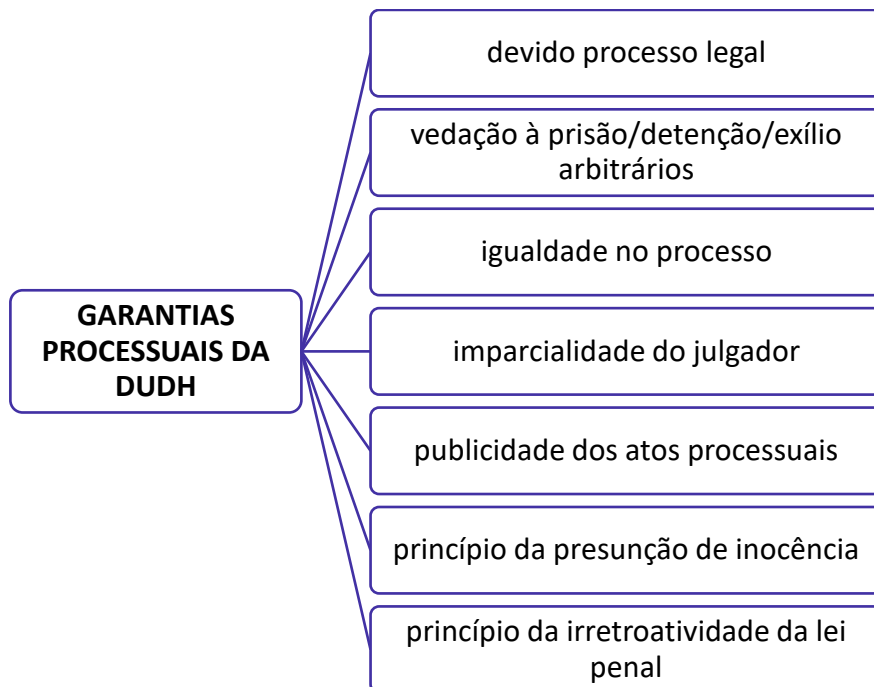 devido processo legal
vedação à prisão/detenção/exílio
arbitrários
igualdade no processo
GARANTIAS
PROCESSUAIS DA
DUDH
imparcialidade do julgador
publicidade dos atos processuais
princípio da presunção de inocência
princípio da irretroatividade da lei
penal